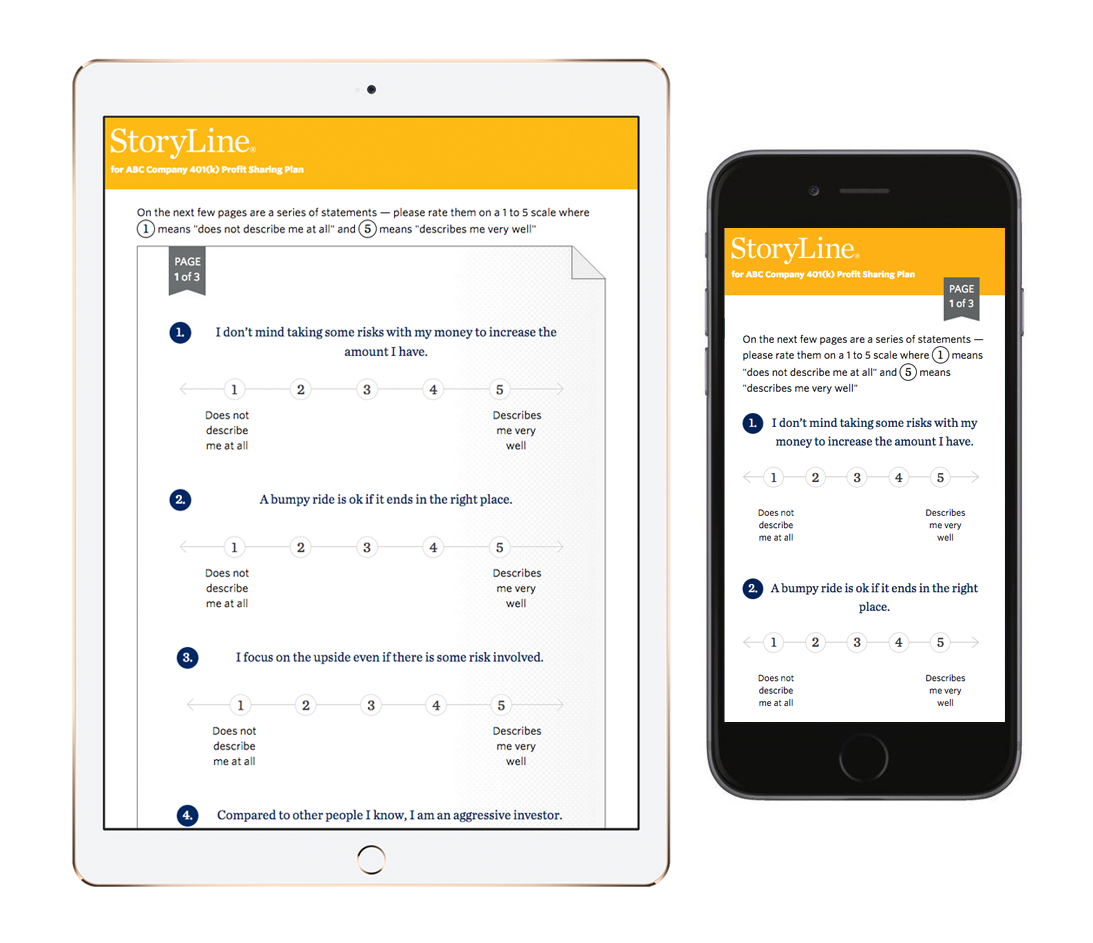 StoryLine®
for ABC Company 401(k) Profit Sharing Plan
On the next few pages are a series of statements — please rate them on a 1 to 5 scale where
1 means "does not describe me at all" and 5 means "describes me very well"
PAGE
1 of 3
1. I don’t mind taking some risks with my money to increase the
amount I have.
1 2 3 4 5
Does not Describes
describe me very
me at all well
2. A bumpy ride is ok if it ends in the right place.
1 2 3 4 5
Does not Describes
describe me very
me at all well
3. I focus on the upside even if there is some risk involved.
1 2 3 4 5
Does not Describes
describe me very
me at all well
4. Compared to other people I know, I am an aggressive investor.
StoryLine®
for ABC Company 401(k) Profit Sharing Plan
PAGE
1 of 3
On the next few pages are a series of statements —
please rate them on a 1 to 5 scale where 1 means
"does not describe me at all" and 5 means
"describes me very well"
1. I don’t mind taking some risks with my
money to increase the amount I have.
1 2 3 4 5
Does not Describes
describe me very
me at all well
2. A bumpy ride is ok if it ends in the right
place.
1 2 3 4 5
Does not Describes
describe me very
me at all well